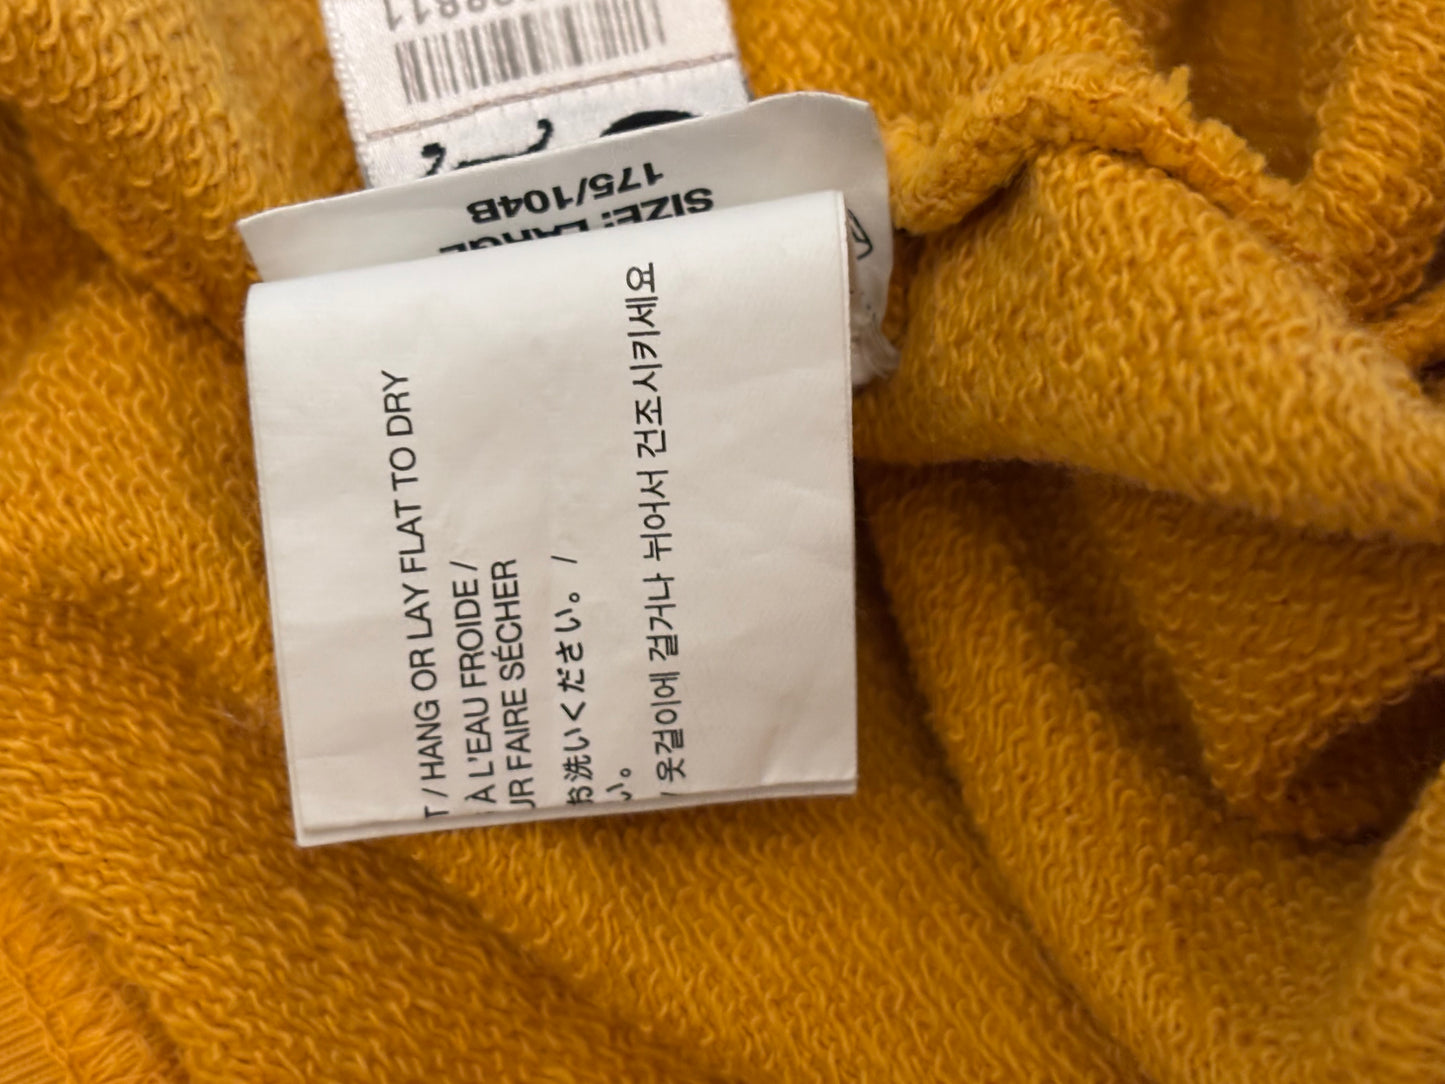 SIZE: LARGE
175/104B
T / HANG OR LAY FLAT TO DRY
À L'EAU FROIDE /
UR FAIRE SÉCHER
お洗いください。 /
い。
/ 옷걸이에 걸거나 뉘어서 건조시키세요